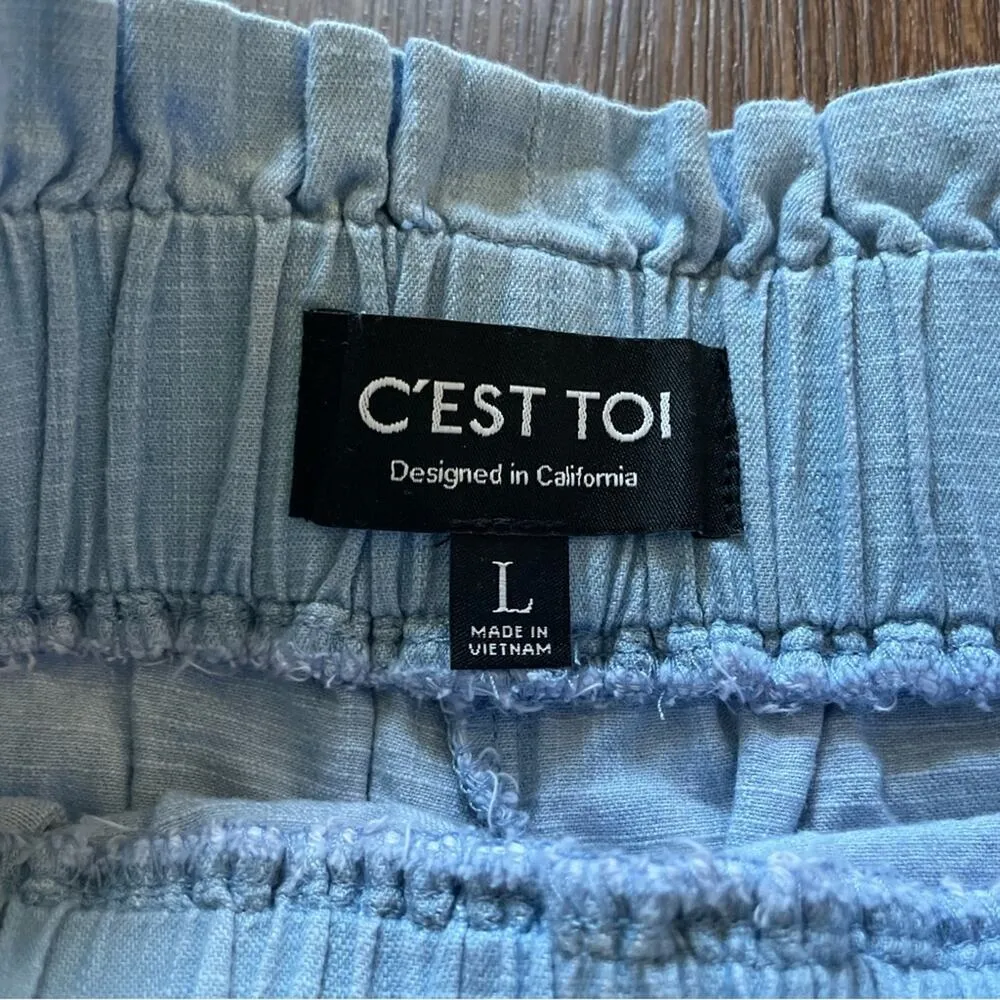 C'EST TOI
Designed in California
L
MADE IN
VIETNAM